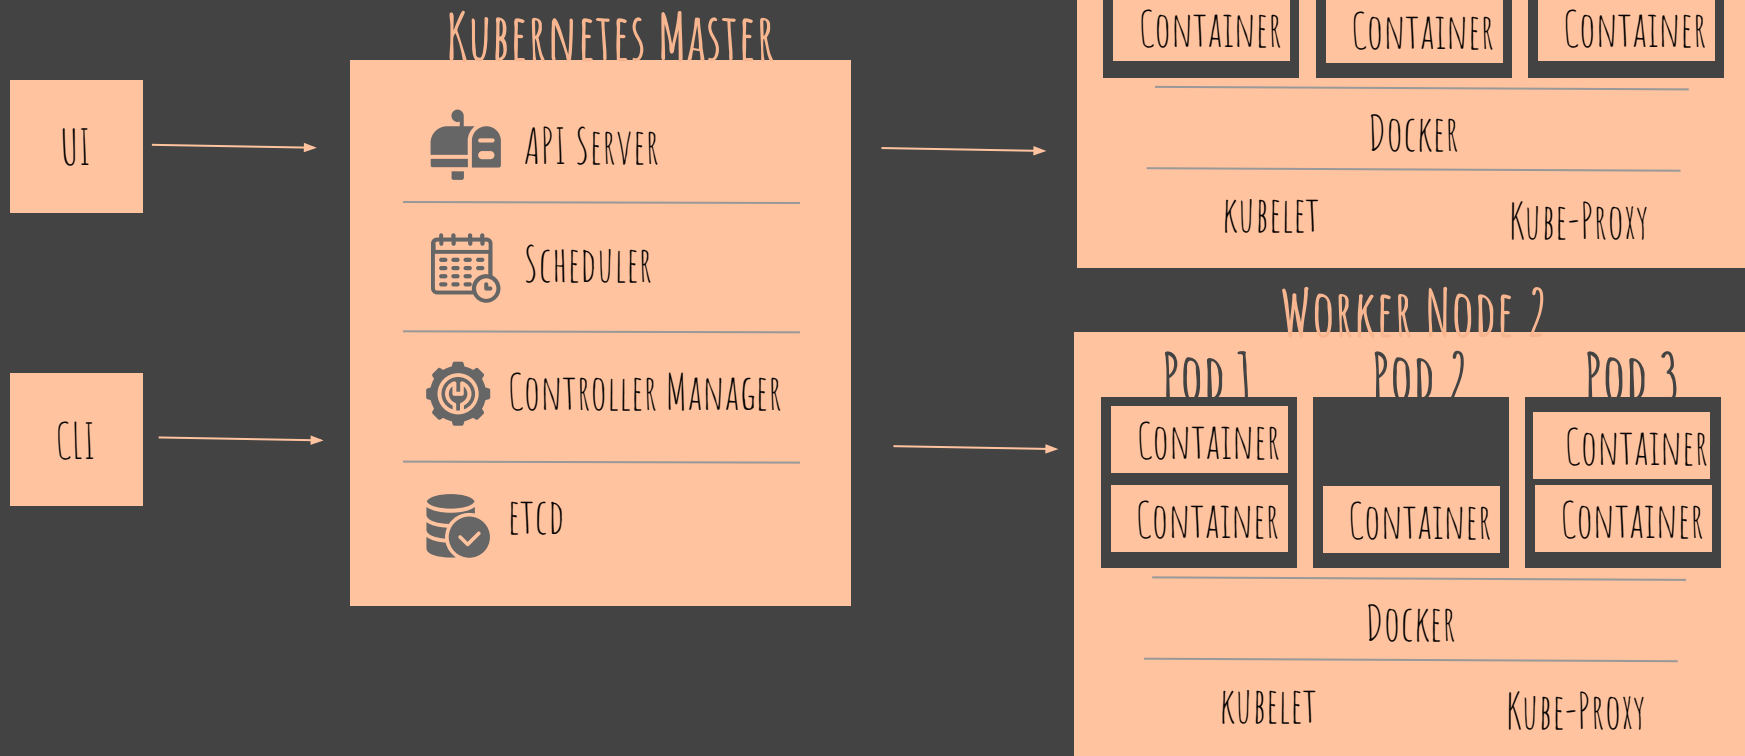 Kubernetes Master
UI
CLI
API Server
Scheduler
Controller Manager
ETCD
Container Container Container
Docker
Kubelet Kube-Proxy
Worker Node 2
Pod 1 Pod 2 Pod 3
Container Container
Container Container Container
Docker
Kubelet Kube-Proxy